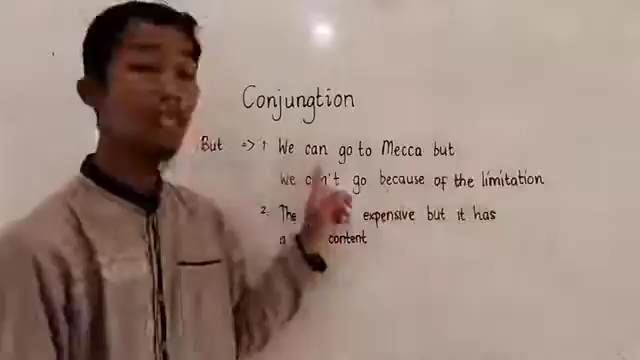 Conjungtion
But => 1. We can go to Mecca but
we can't go because of the limitation
2. The expensive but it has
content